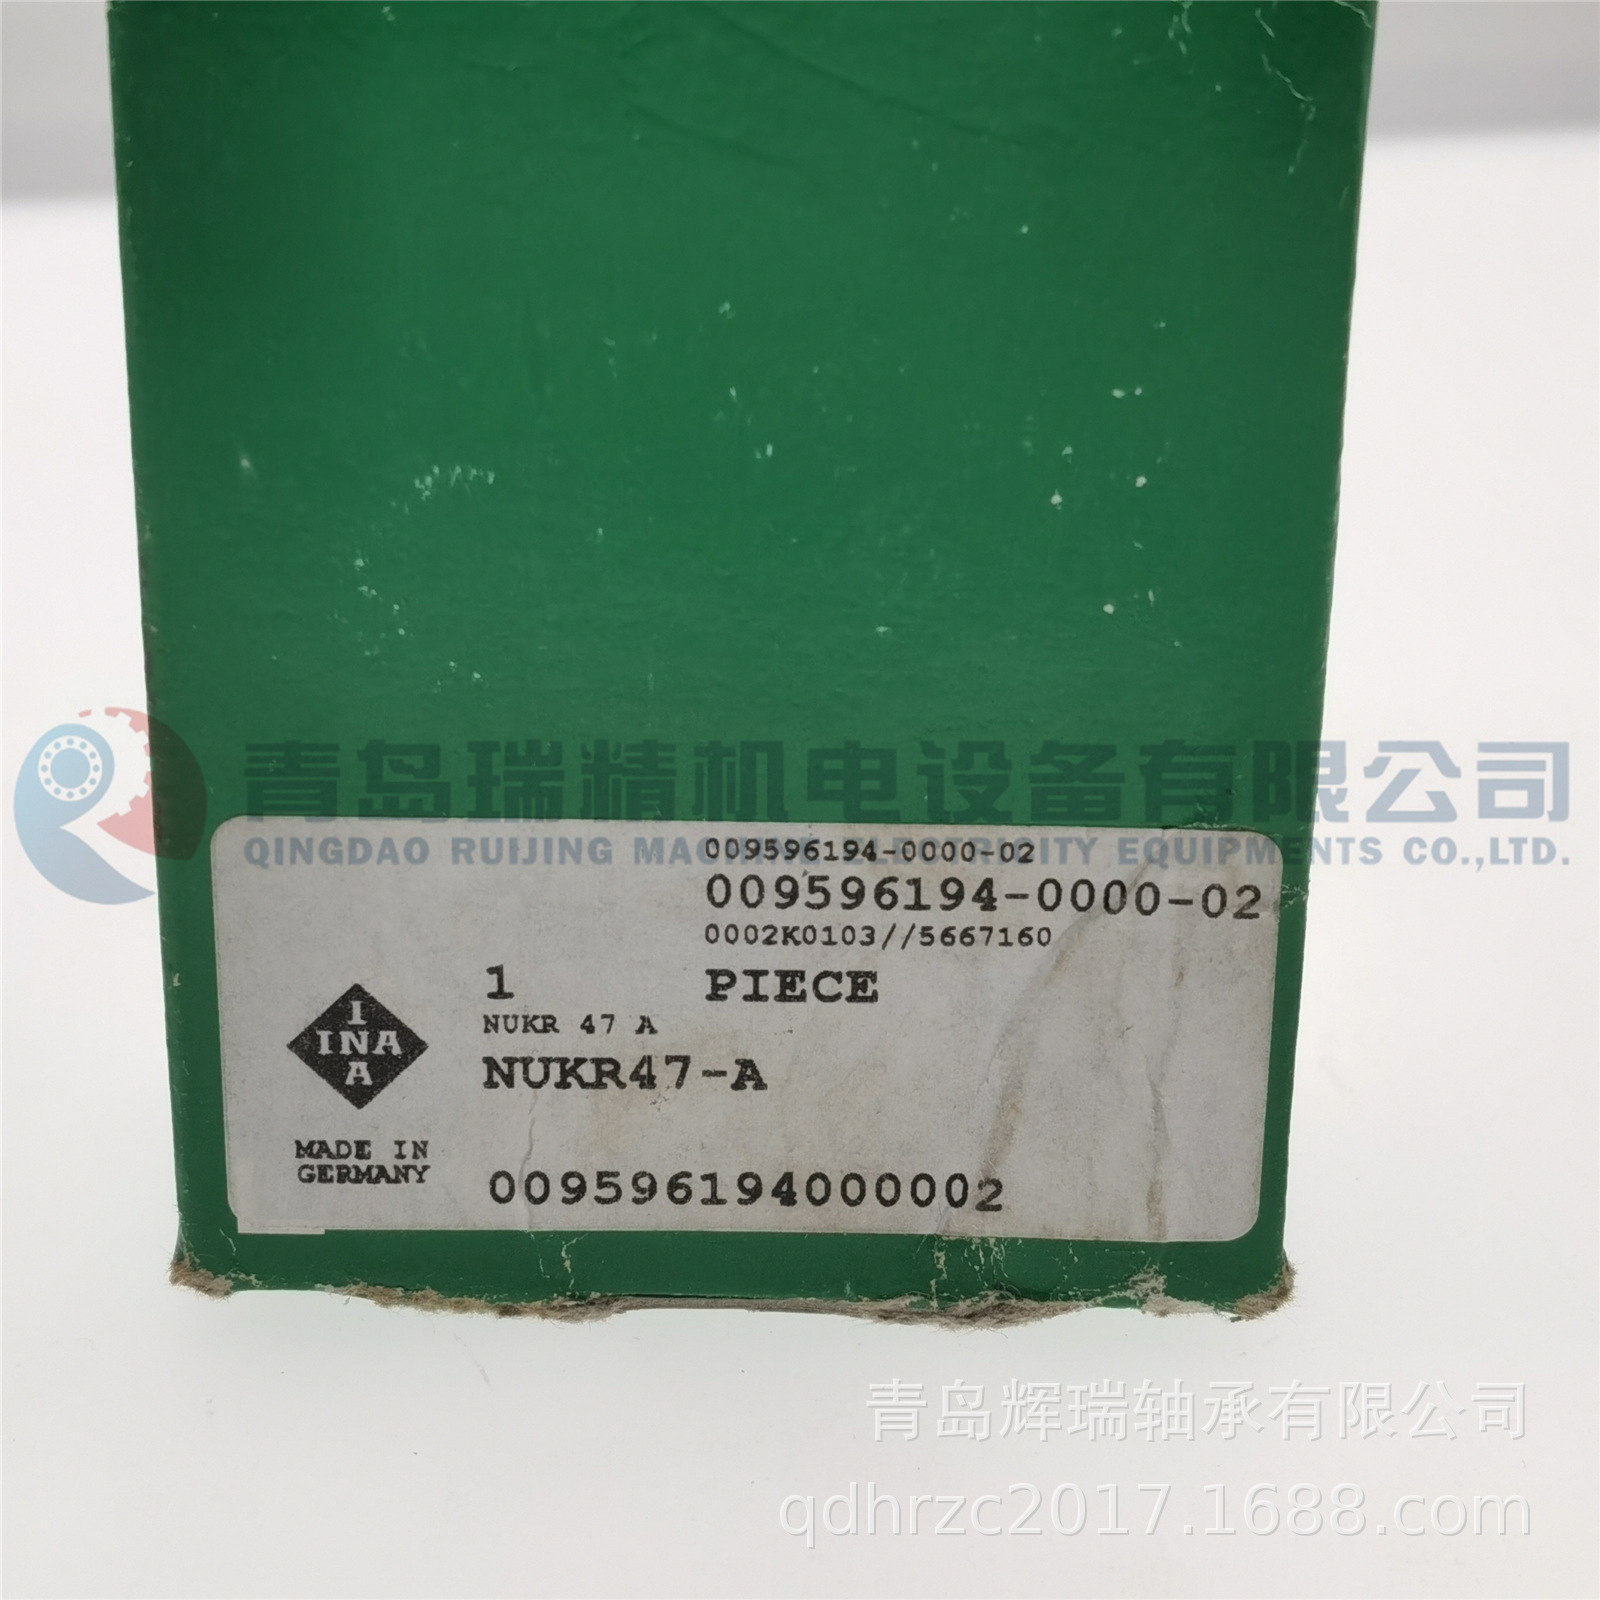 青岛瑞精机电设备有限公司
QINGDAO RUIJING MACHINERY ELECTRICITY EQUIPMENTS CO.,LTD.
009596194-0000-02
009596194-0000-02
0002K0103//5667160
1 PIECE
NUKR 47 A
NUKR47-A
I
INA
A
MADE IN
GERMANY
009596194000002
青岛辉瑞轴承有限公司
qdhrzc2017.1688.com